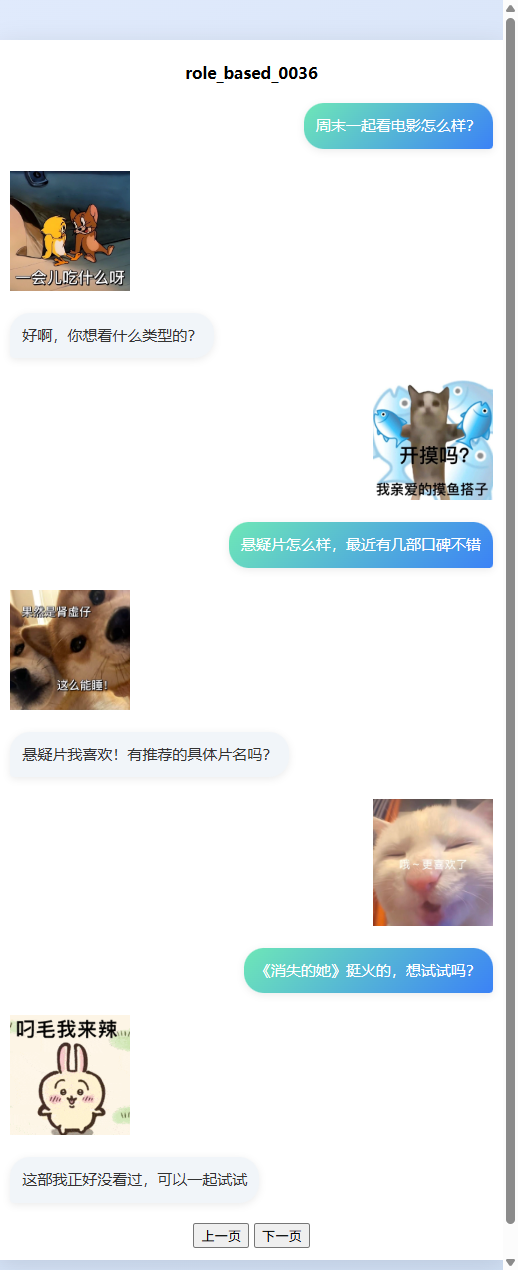 role_based_0036
周末一起看电影怎么样？
一会儿吃什么呀
好啊，你想看什么类型的？
开摸吗?
我亲爱的摸鱼搭子
悬疑片怎么样，最近有几部口碑不错
果然是肾虚仔
这么能睡!
悬疑片我喜欢！有推荐的具体片名吗？
哦~更喜欢了
《消失的她》挺火的，想试试吗？
叼毛我来辣
这部我正好没看过，可以一起试试
上一页 下一页